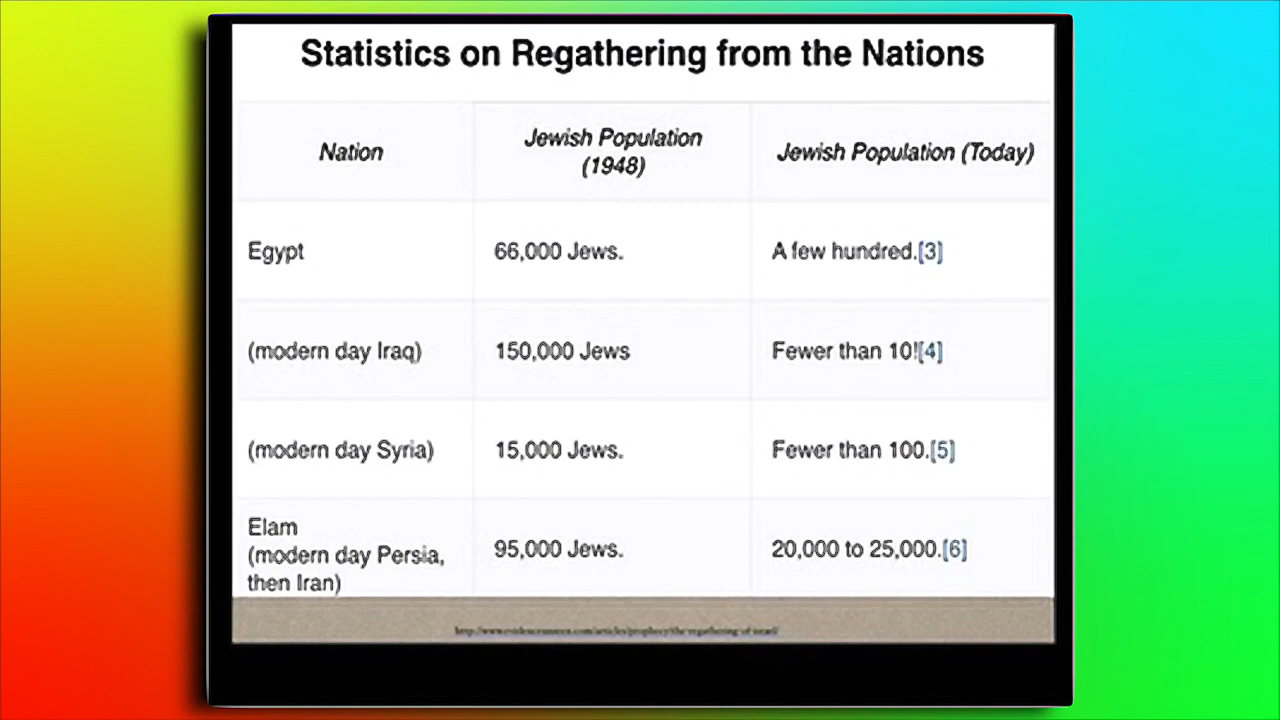 Statistics on Regathering from the Nations
Nation
Jewish Population
(1948)
Jewish Population (Today)
Egypt
66,000 Jews.
A few hundred.[3]
(modern day Iraq)
150,000 Jews
Fewer than 10![4]
(modern day Syria)
15,000 Jews.
Fewer than 100.[5]
Elam
(modern day Persia,
then Iran)
95,000 Jews.
20,000 to 25,000.[6]